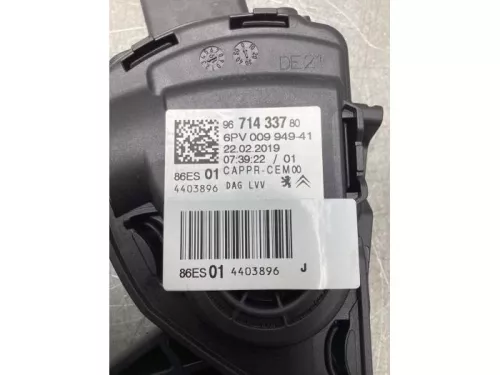 DE21
96 714 337 80
6PV 009 949-41
22.02.2019
07:39:22 / 01
86ES 01 CAPPR-CEM00
4403896 DAG LVV
86ES 01 4403896 J